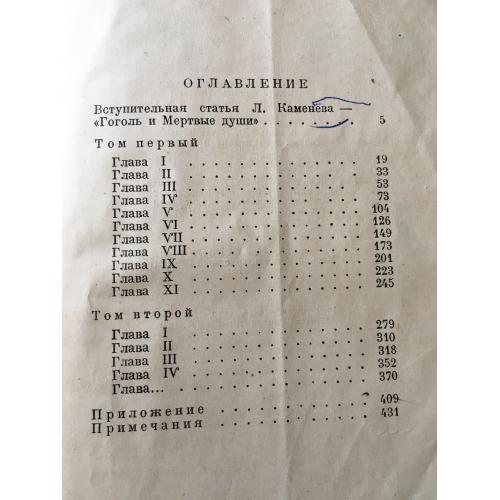 ОГЛАВЛЕНИЕ
Вступительная статья Л. Каменева —
«Гоголь и Мертвые души» . . . . . . . 5
Том первый
Глава I . . . . . . . . . . . . . 19
Глава II . . . . . . . . . . . . . 33
Глава III . . . . . . . . . . . . . 53
Глава IV . . . . . . . . . . . . . 73
Глава V . . . . . . . . . . . . . 104
Глава VI . . . . . . . . . . . . . 126
Глава VII . . . . . . . . . . . . . 149
Глава VIII . . . . . . . . . . . . . 173
Глава IX . . . . . . . . . . . . . 201
Глава X . . . . . . . . . . . . . 223
Глава XI . . . . . . . . . . . . . 245
Том второй
Глава I . . . . . . . . . . . . . 279
Глава II . . . . . . . . . . . . . 310
Глава III . . . . . . . . . . . . . 318
Глава IV . . . . . . . . . . . . . 352
Глава... . . . . . . . . . . . . . 370
Приложение . . . . . . . . . . . 409
Примечания . . . . . . . . . . . 431